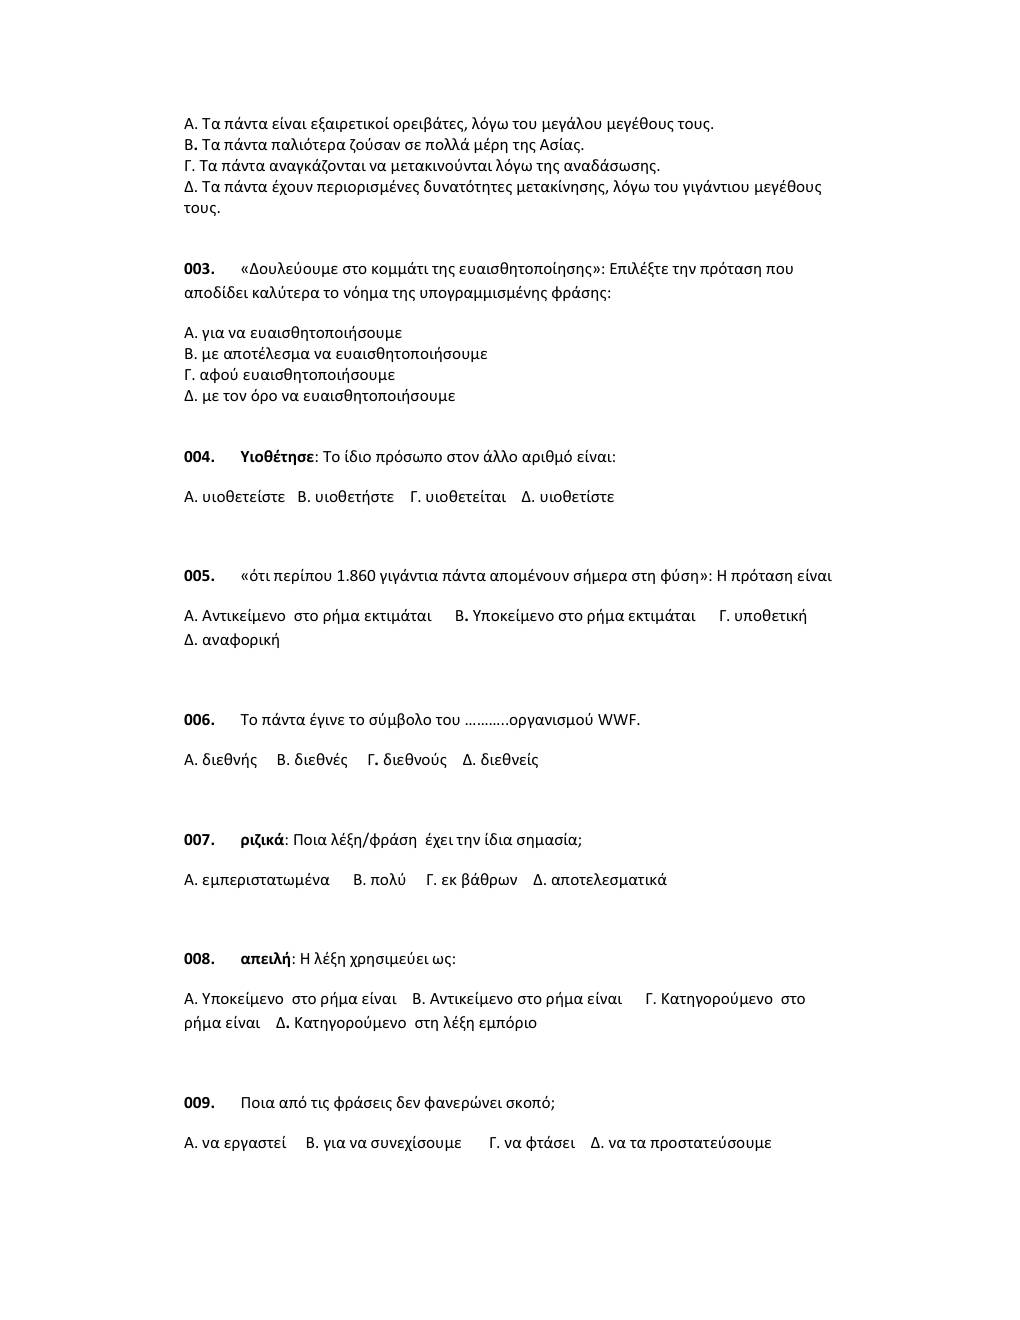 Α. Τα πάντα είναι εξαιρετικοί ορειβάτες, λόγω του μεγάλου μεγέθους τους.
Β. Τα πάντα παλιότερα ζούσαν σε πολλά μέρη της Ασίας.
Γ. Τα πάντα αναγκάζονται να μετακινούνται λόγω της αναδάσωσης.
Δ. Τα πάντα έχουν περιορισμένες δυνατότητες μετακίνησης, λόγω του γιγάντιου μεγέθους
τους.
003. «Δουλεύουμε στο κομμάτι της ευαισθητοποίησης»: Επιλέξτε την πρόταση που
αποδίδει καλύτερα το νόημα της υπογραμμισμένης φράσης:
Α. για να ευαισθητοποιήσουμε
Β. με αποτέλεσμα να ευαισθητοποιήσουμε
Γ. αφού ευαισθητοποιήσουμε
Δ. με τον όρο να ευαισθητοποιήσουμε
004. Υιοθέτησε: Το ίδιο πρόσωπο στον άλλο αριθμό είναι:
Α. υιοθετείστε Β. υιοθετήστε Γ. υιοθετείται Δ. υιοθετίστε
005. «ότι περίπου 1.860 γιγάντια πάντα απομένουν σήμερα στη φύση»: Η πρόταση είναι
Α. Αντικείμενο στο ρήμα εκτιμάται Β. Υποκείμενο στο ρήμα εκτιμάται Γ. υποθετική
Δ. αναφορική
006. Το πάντα έγινε το σύμβολο του ………..οργανισμού WWF.
Α. διεθνής Β. διεθνές Γ. διεθνούς Δ. διεθνείς
007. ριζικά: Ποια λέξη/φράση έχει την ίδια σημασία;
Α. εμπεριστατωμένα Β. πολύ Γ. εκ βάθρων Δ. αποτελεσματικά
008. απειλή: Η λέξη χρησιμεύει ως:
Α. Υποκείμενο στο ρήμα είναι Β. Αντικείμενο στο ρήμα είναι Γ. Κατηγορούμενο στο
ρήμα είναι Δ. Κατηγορούμενο στη λέξη εμπόριο
009. Ποια από τις φράσεις δεν φανερώνει σκοπό;
Α. να εργαστεί Β. για να συνεχίσουμε Γ. να φτάσει Δ. να τα προστατεύσουμε